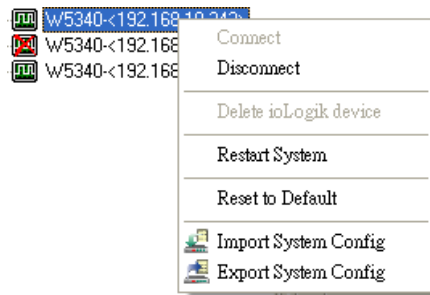 W5340-<192.168.10.243>
W5340-<192.168
W5340-<192.168
Connect
Disconnect
Delete ioLogik device
Restart System
Reset to Default
Import System Config
Export System Config